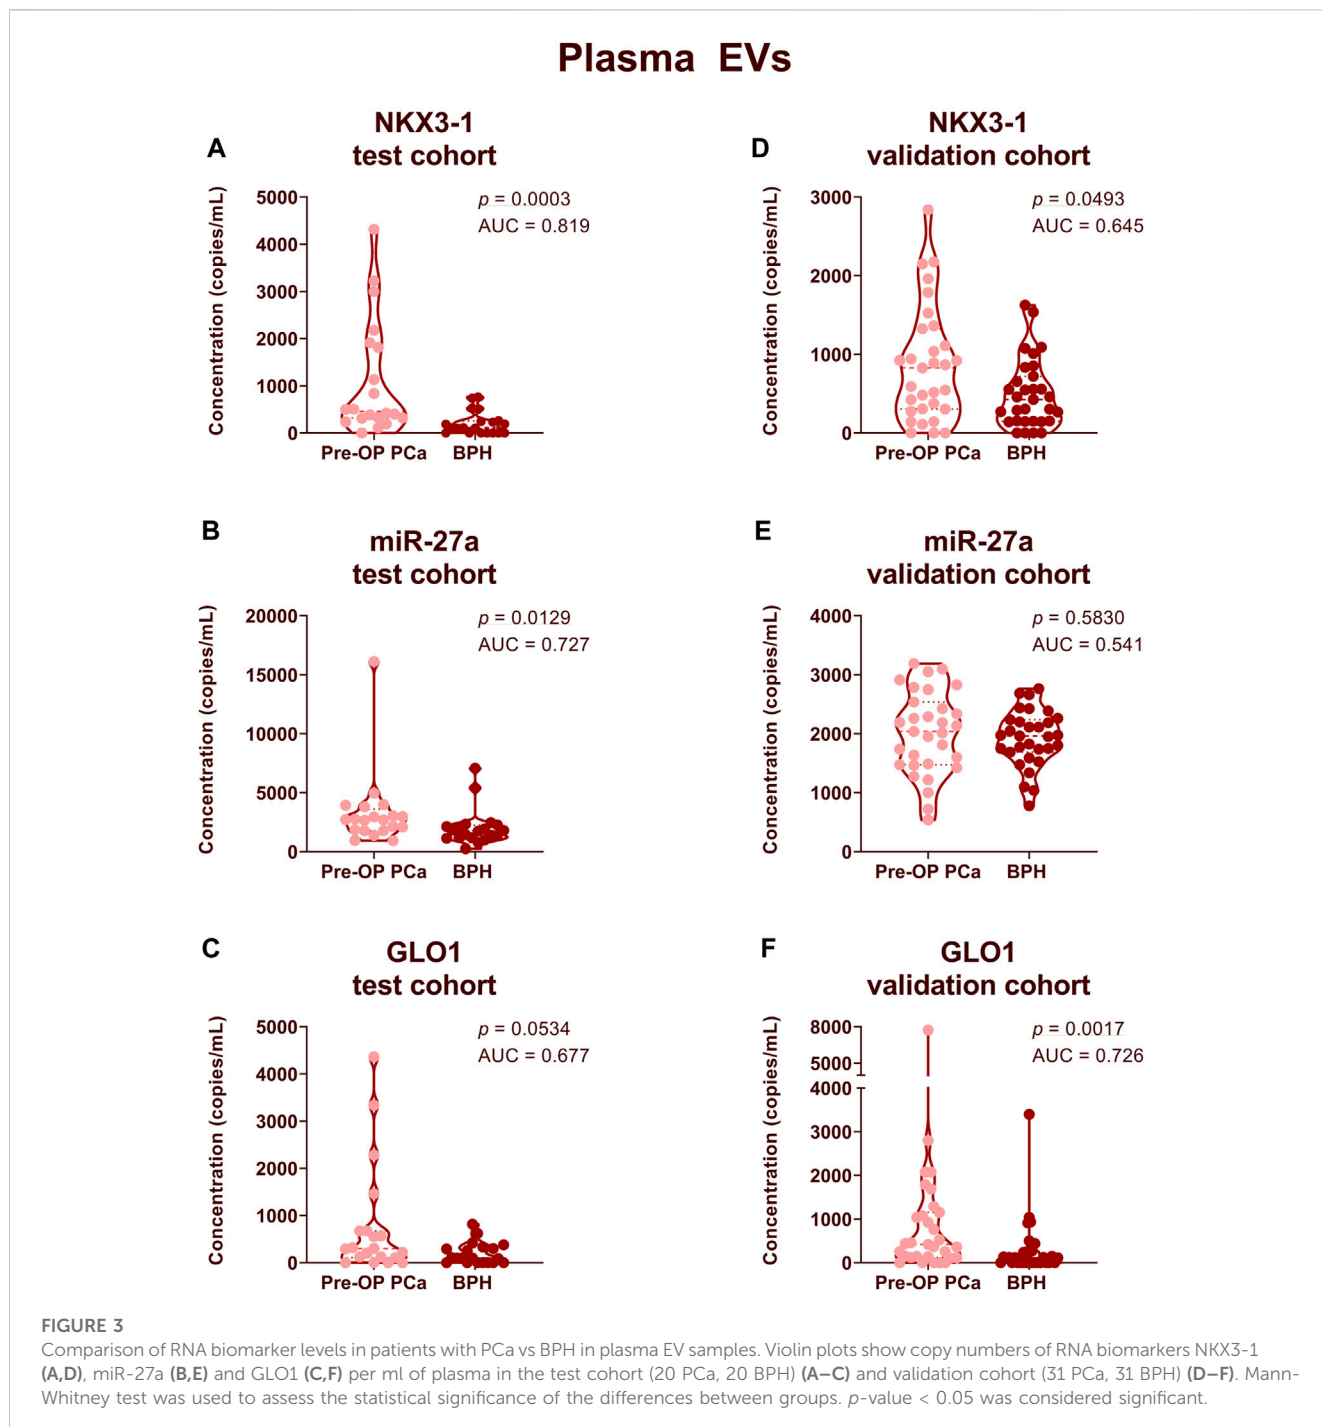 Plasma EVs
A
NKX3-1
test cohort
Concentration (copies/mL)
5000
4000
3000
2000
1000
0
p = 0.0003
AUC = 0.819
Pre-OP PCa
BPH
D
NKX3-1
validation cohort
Concentration (copies/mL)
3000
2000
1000
0
p = 0.0493
AUC = 0.645
Pre-OP PCa
BPH
B
miR-27a
test cohort
Concentration (copies/mL)
20000
15000
10000
5000
0
p = 0.0129
AUC = 0.727
Pre-OP PCa
BPH
E
miR-27a
validation cohort
Concentration (copies/mL)
4000
3000
2000
1000
0
p = 0.5830
AUC = 0.541
Pre-OP PCa
BPH
C
GLO1
test cohort
Concentration (copies/mL)
5000
4000
3000
2000
1000
0
p = 0.0534
AUC = 0.677
Pre-OP PCa
BPH
F
GLO1
validation cohort
Concentration (copies/mL)
8000
5000
4000
3000
2000
1000
0
p = 0.0017
AUC = 0.726
Pre-OP PCa
BPH
FIGURE 3
Comparison of RNA biomarker levels in patients with PCa vs BPH in plasma EV samples. Violin plots show copy numbers of RNA biomarkers NKX3-1
(A,D), miR-27a (B,E) and GLO1 (C,F) per ml of plasma in the test cohort (20 PCa, 20 BPH) (A–C) and validation cohort (31 PCa, 31 BPH) (D–F). Mann-
Whitney test was used to assess the statistical significance of the differences between groups. p-value < 0.05 was considered significant.